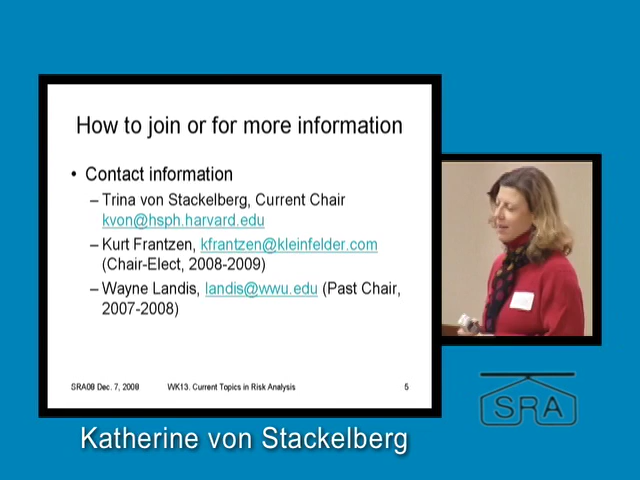 How to join or for more information
• Contact information
– Trina von Stackelberg, Current Chair
kvon@hsph.harvard.edu
– Kurt Frantzen, kfrantzen@kleinfelder.com
(Chair-Elect, 2008-2009)
– Wayne Landis, landis@wwu.edu (Past Chair,
2007-2008)
SRA08 Dec. 7, 2008 WK13. Current Topics in Risk Analysis 5
SRA
Katherine von Stackelberg